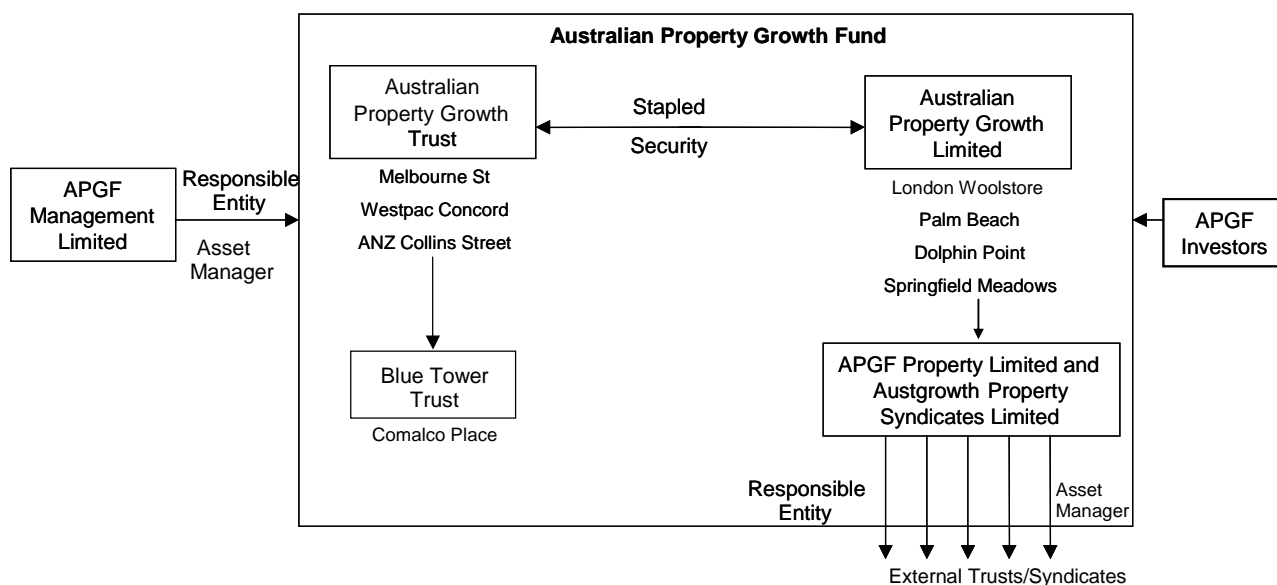 Australian Property Growth Fund
Australian
Property Growth
Trust
Stapled
Security
Australian
Property Growth
Limited
Melbourne St
Westpac Concord
ANZ Collins Street
London Woolstore
Palm Beach
Dolphin Point
Springfield Meadows
APGF
Management
Limited
Responsible
Entity
Asset
Manager
APGF
Investors
Blue Tower
Trust
Comalco Place
APGF Property Limited and
Austgrowth Property
Syndicates Limited
Responsible
Entity
Asset
Manager
External Trusts/Syndicates